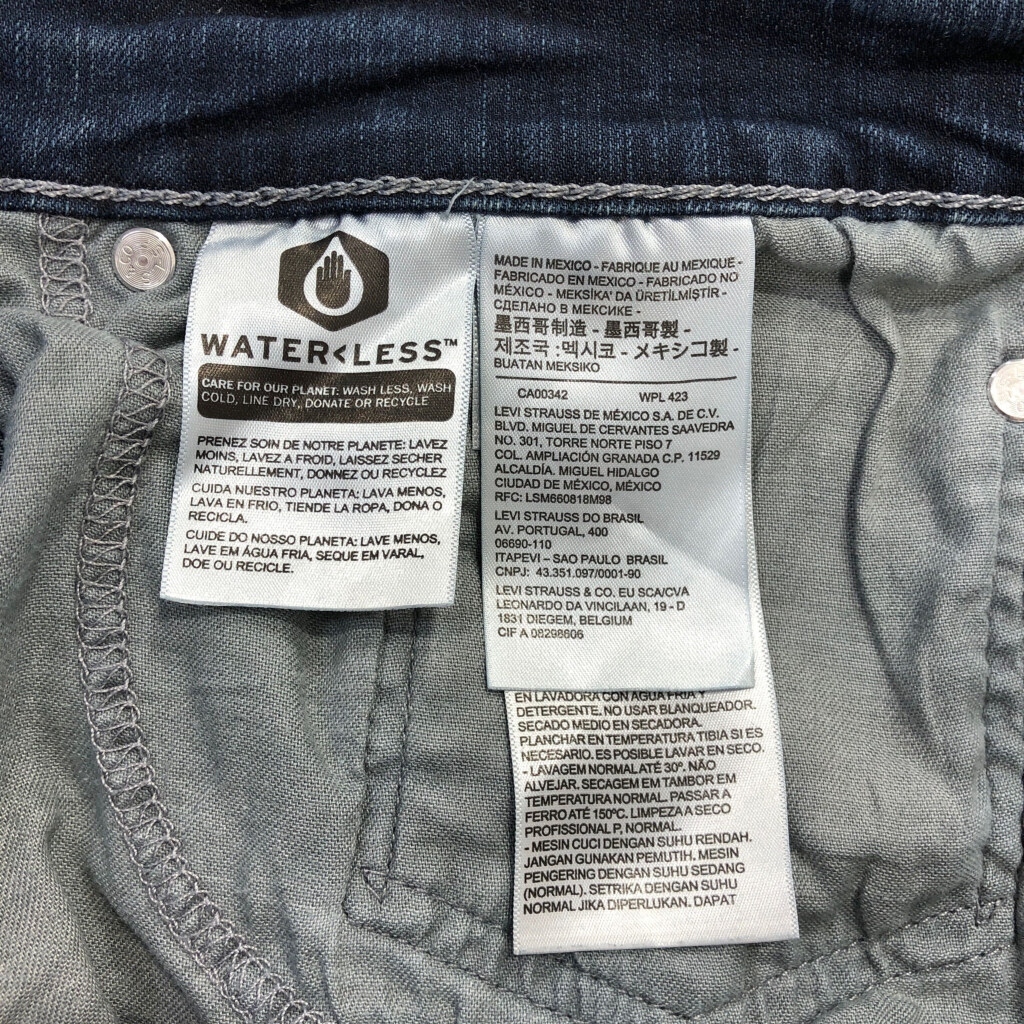 WATER<LESS™
CARE FOR OUR PLANET: WASH LESS, WASH
COLD, LINE DRY, DONATE OR RECYCLE
PRENEZ SOIN DE NOTRE PLANETE: LAVEZ
MOINS, LAVEZ A FROID, LAISSEZ SECHER
NATURELLEMENT, DONNEZ OU RECYCLEZ
CUIDA NUESTRO PLANETA: LAVA MENOS,
LAVA EN FRIO, TIENDE LA ROPA, DONA O
RECICLA.
CUIDE DO NOSSO PLANETA: LAVE MENOS,
LAVE EM ÁGUA FRIA, SEQUE EM VARAL,
DOE OU RECICLE.
MADE IN MEXICO - FABRIQUE AU MEXIQUE -
FABRICADO EN MEXICO - FABRICADO NO
MÉXICO - MEKSİKA' DA ÜRETİLMİŞTİR -
СДЕЛАНО В МЕКСИКЕ -
墨西哥制造 - 墨西哥製 -
제조국 :멕시코 - メキシコ製 -
BUATAN MEKSIKO
CA00342 WPL 423
LEVI STRAUSS DE MÉXICO S.A. DE C.V.
BLVD. MIGUEL DE CERVANTES SAAVEDRA
NO. 301, TORRE NORTE PISO 7
COL. AMPLIACIÓN GRANADA C.P. 11529
ALCALDÍA. MIGUEL HIDALGO
CIUDAD DE MÉXICO, MÉXICO
RFC: LSM660818M98
LEVI STRAUSS DO BRASIL
AV. PORTUGAL, 400
06690-110
ITAPEVI – SAO PAULO BRASIL
CNPJ: 43.351.097/0001-90
LEVI STRAUSS & CO. EU SCA/CVA
LEONARDO DA VINCILAAN, 19 - D
1831 DIEGEM, BELGIUM
CIF A 08298606
EN LAVADORA CON AGUA FRIA Y
DETERGENTE. NO USAR BLANQUEADOR.
SECADO MEDIO EN SECADORA.
PLANCHAR EN TEMPERATURA TIBIA SI ES
NECESARIO. ES POSIBLE LAVAR EN SECO.
- LAVAGEM NORMAL ATÉ 30º. NÃO
ALVEJAR. SECAGEM EM TAMBOR EM
TEMPERATURA NORMAL. PASSAR A
FERRO ATÉ 150ºC. LIMPEZA A SECO
PROFISSIONAL P, NORMAL.
- MESIN CUCI DENGAN SUHU RENDAH.
JANGAN GUNAKAN PEMUTIH. MESIN
PENGERING DENGAN SUHU SEDANG
(NORMAL). SETRIKA DENGAN SUHU
NORMAL JIKA DIPERLUKAN. DAPAT